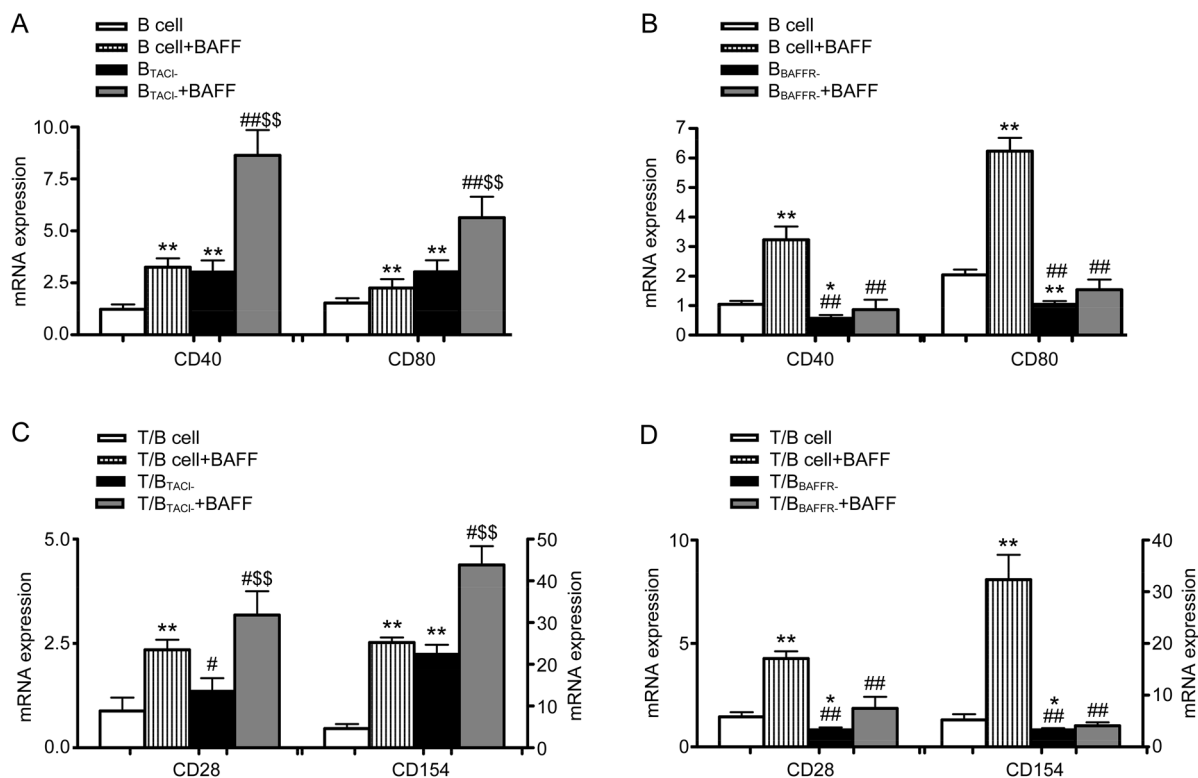 A
B cell
B cell+BAFF
BTACI-
BTACI-+BAFF
mRNA expression
10.0
7.5
5.0
2.5
0.0
##$$
**
**
##$$
**
**
CD40
CD80
B
B cell
B cell+BAFF
BBAFFR-
BBAFFR-+BAFF
mRNA expression
7
6
5
4
3
2
1
0
**
*
##
##
**
##
**
##
CD40
CD80
C
T/B cell
T/B cell+BAFF
T/BTACI-
T/BTACI-+BAFF
mRNA expression
5.0
2.5
0.0
**
#
#$$
**
**
#$$
50
40
30
20
10
0
mRNA expression
CD28
CD154
D
T/B cell
T/B cell+BAFF
T/BBAFFR-
T/BBAFFR-+BAFF
mRNA expression
10
5
0
**
*
##
##
**
*
##
##
40
30
20
10
0
mRNA expression
CD28
CD154